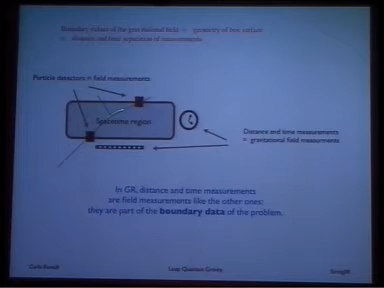 Boundary values of the gravitational field = geometry of box surface
= distance and time separation of measurements
Particle detectors = field measurements
Spacetime region
Distance and time measurements
= gravitational field measurements
In GR, distance and time measurements
are field measurements like the other ones:
they are part of the boundary data of the problem.
Carlo Rovelli
Loop Quantum Gravity